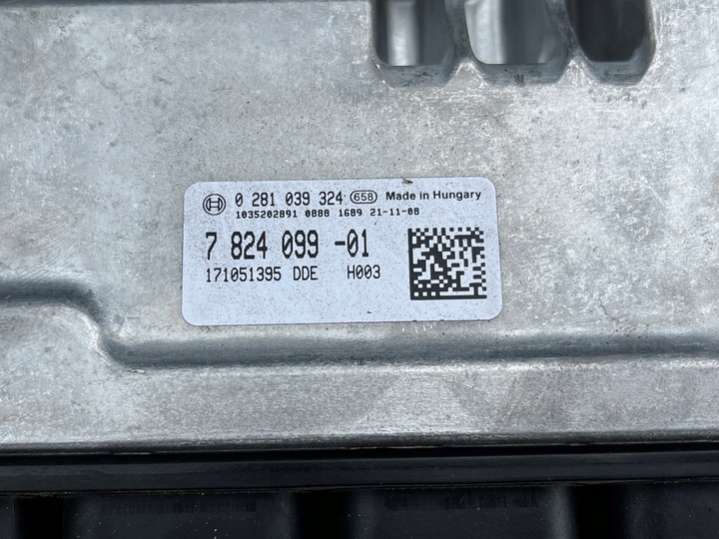 0 281 039 324 658 Made in Hungary
1035202891 0888 1689 21-11-08
7 824 099 -01
171051395 DDE H003